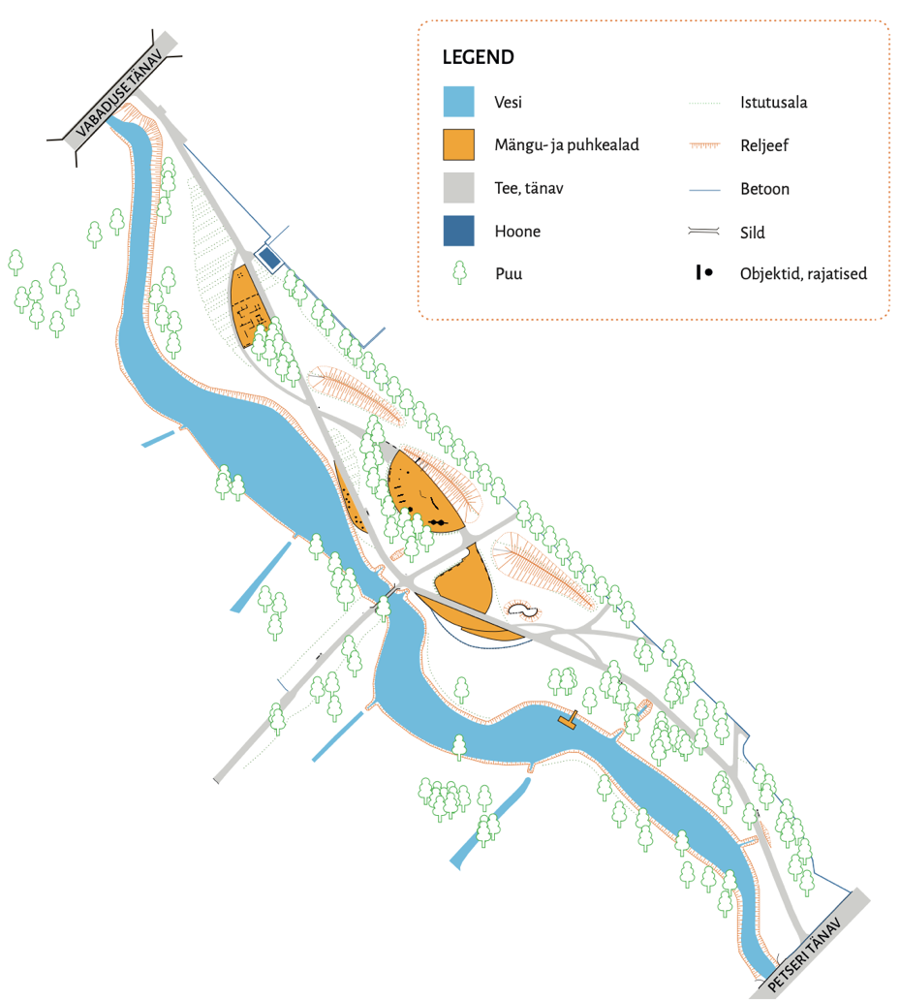 VABADUSE TÄNAV
LEGEND
Vesi
Mängu- ja puhkealad
Tee, tänav
Hoone
Puu
Istutusala
Reljeef
Betoon
Sild
Objektid, rajatised
PETSERI TÄNAV